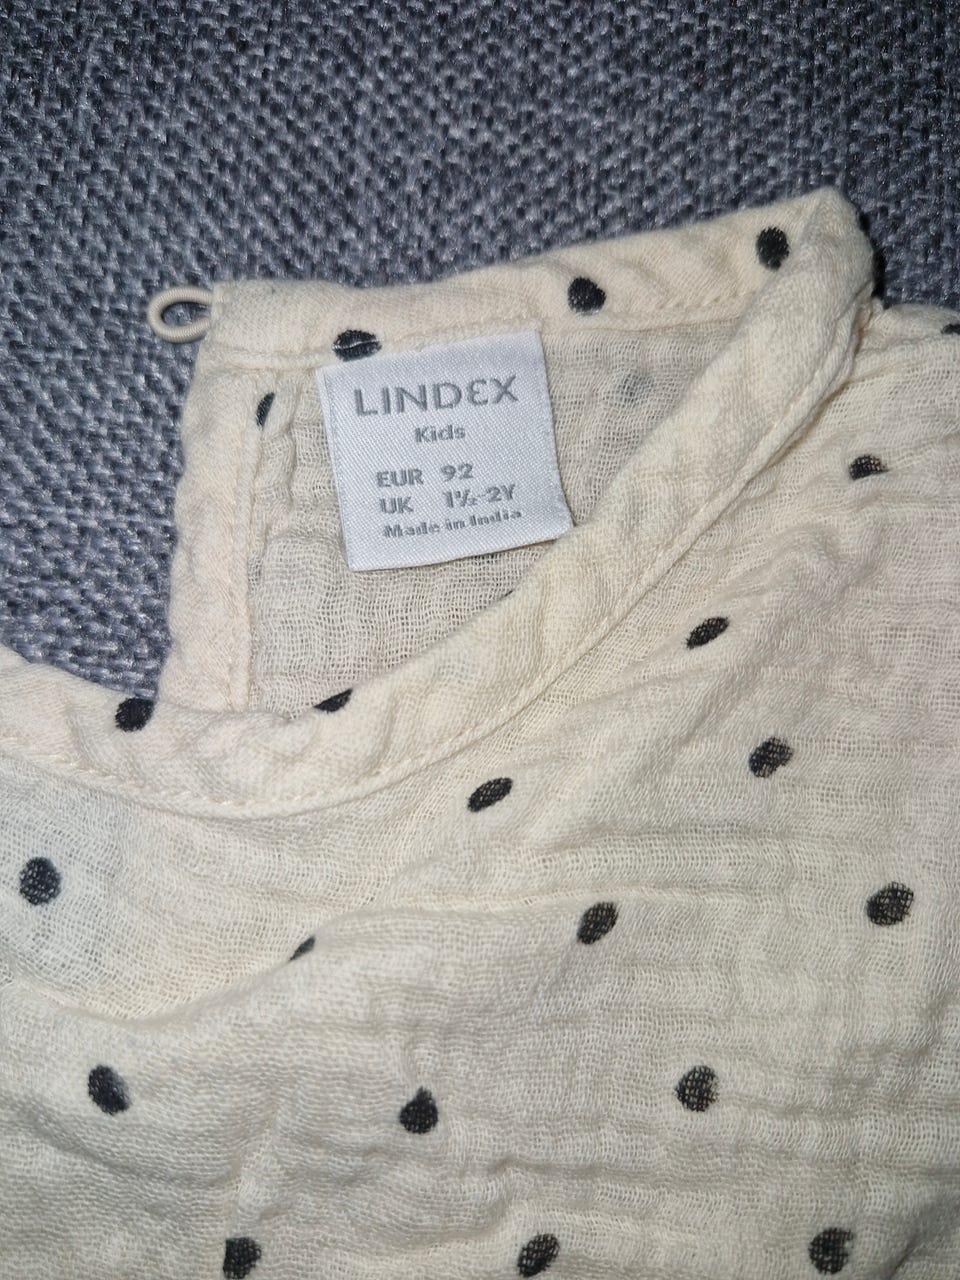 LINDEX
Kids
EUR 92
UK 1½-2Y
Made in India